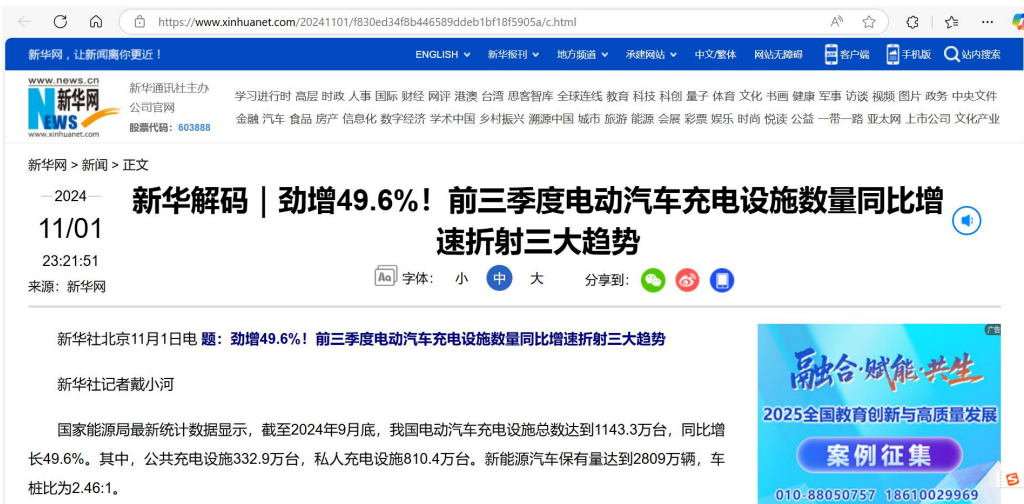 https://www.xinhuanet.com/20241101/f830ed34f8b446589ddeb1bf18f5905a/c.html
新华网，让新闻离你更近！ ENGLISH 新华报刊 地方频道 承建网站 中文/繁体 网站无障碍 客户端 手机版 站内搜索
www.news.cn
新华网
NEWS
www.xinhuanet.com
新华通讯社主办
公司官网
股票代码：603888
学习进行时 高层 时政 人事 国际 财经 网评 港澳 台湾 思客智库 全球连线 教育 科技 科创 量子 体育 文化 书画 健康 军事 访谈 视频 图片 政务 中央文件
金融 汽车 食品 房产 信息化 数字经济 学术中国 乡村振兴 溯源中国 城市 旅游 能源 会展 彩票 娱乐 时尚 悦读 公益 一带一路 亚太网 上市公司 文化产业
新华网 > 新闻 > 正文
2024
11/01
23:21:51
来源：新华网
新华解码｜劲增49.6%！前三季度电动汽车充电设施数量同比增
速折射三大趋势
Aa 字体： 小 中 大 分享到：
新华社北京11月1日电 题：劲增49.6%！前三季度电动汽车充电设施数量同比增速折射三大趋势
新华社记者戴小河
国家能源局最新统计数据显示，截至2024年9月底，我国电动汽车充电设施总数达到1143.3万台，同比增
长49.6%。其中，公共充电设施332.9万台，私人充电设施810.4万台。新能源汽车保有量达到2809万辆，车
桩比为2.46:1。
广告
融合·赋能·共生
2025全国教育创新与高质量发展
案例征集
010-88050757 18610029969